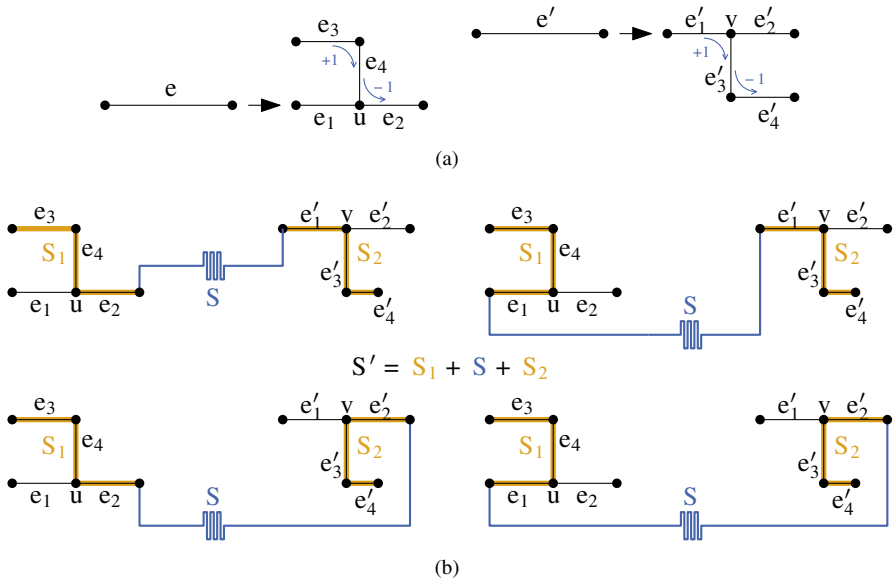 e₃ e′ e′₁ v e′₂
+1 e₄ +1 e′₃
e −1 −1
e₁ u e₂ e′₄
(a)
e₃ e′₁ v e′₂ e₃ e′₁ v e′₂
S₁ e₄ S₂ S₁ e₄ S₂
e′₃ e′₃
e₁ u e₂ S e′₄ e₁ u e₂ S e′₄
S′ = S₁ + S + S₂
e₃ e′₁ v e′₂ e₃ e′₁ v e′₂
S₁ e₄ S₂ S₁ e₄ S₂
e′₃ e′₃
e₁ u e₂ S e′₄ e₁ u e₂ S e′₄
(b)